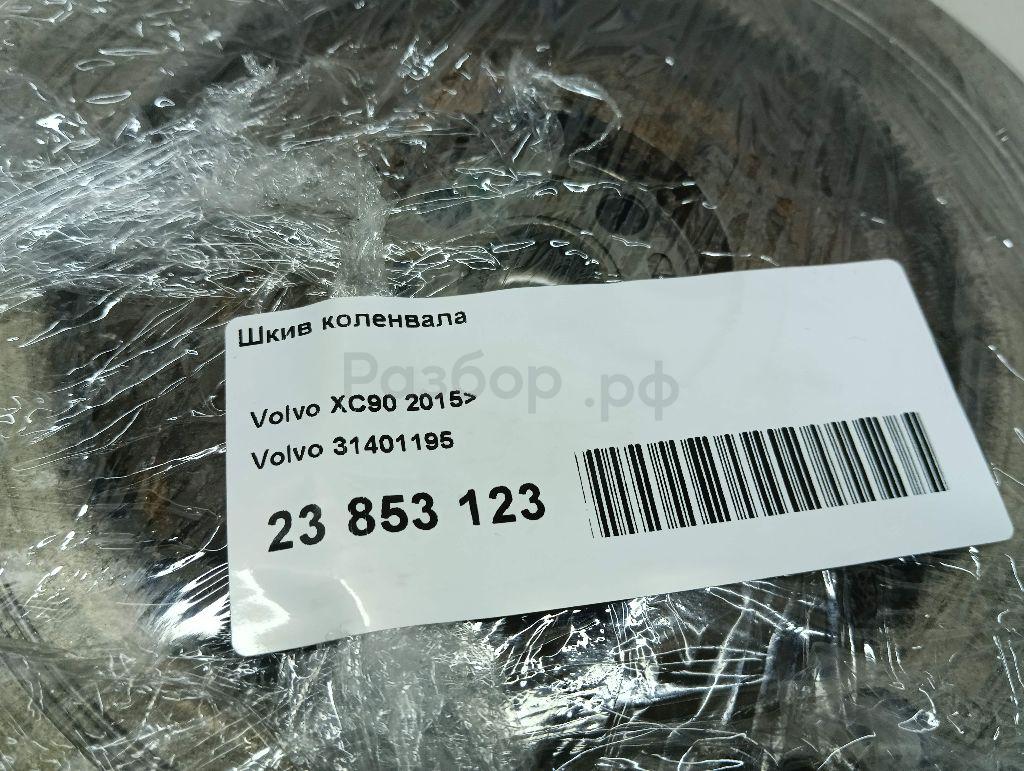 Шкив коленвала
Разбор.рф
Volvo XC90 2015>
Volvo 31401195
23 853 123